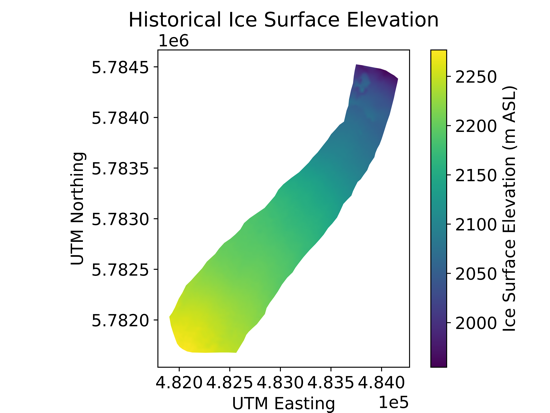 Historical Ice Surface Elevation
1e6
5.7845
5.7840
5.7835
5.7830
5.7825
5.7820
UTM Northing
4.820 4.825 4.830 4.835 4.840
1e5
UTM Easting
2250
2200
2150
2100
2050
2000
Ice Surface Elevation (m ASL)